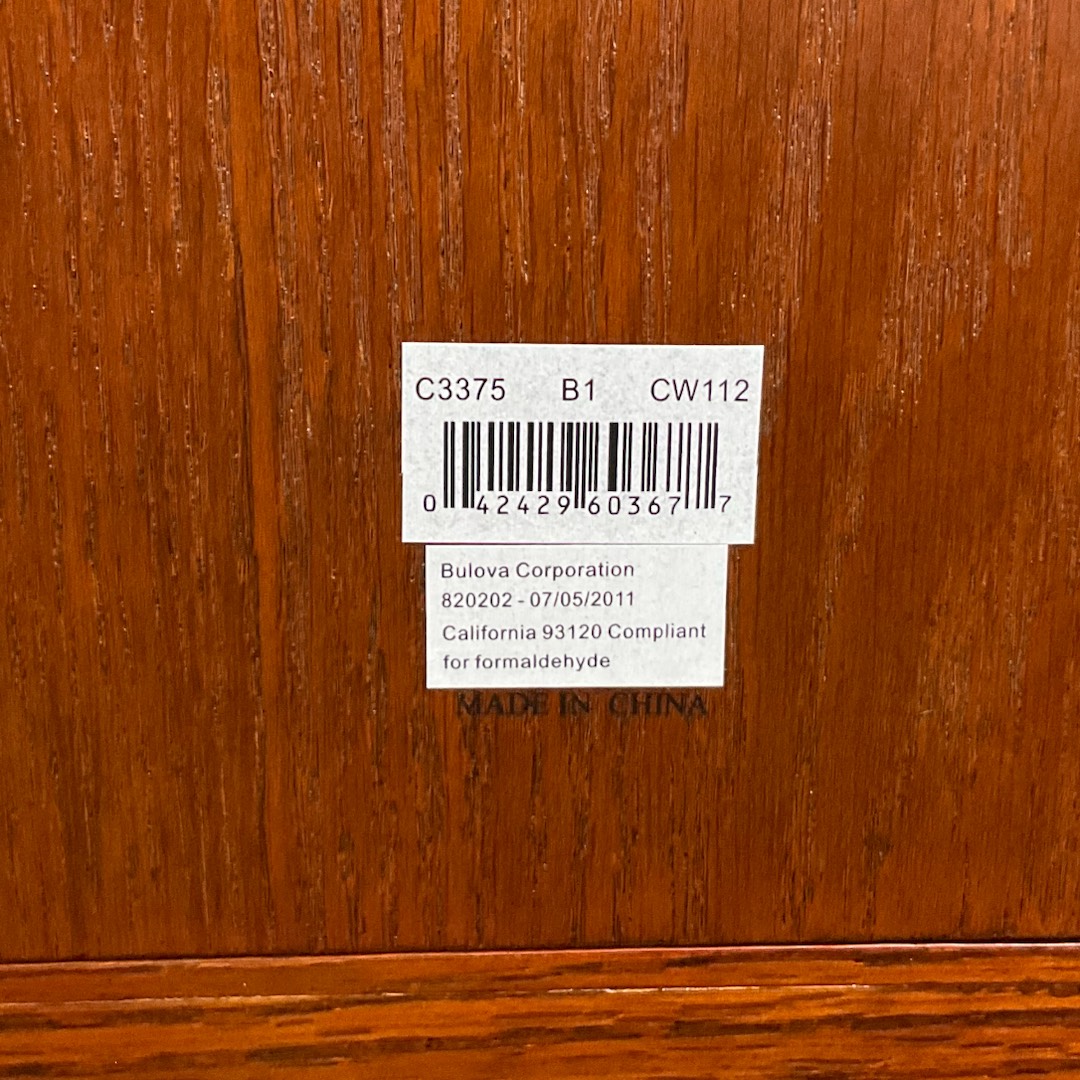 C3375 B1 CW112
0 42429 60367 7
Bulova Corporation
820202 - 07/05/2011
California 93120 Compliant
for formaldehyde
MADE IN CHINA